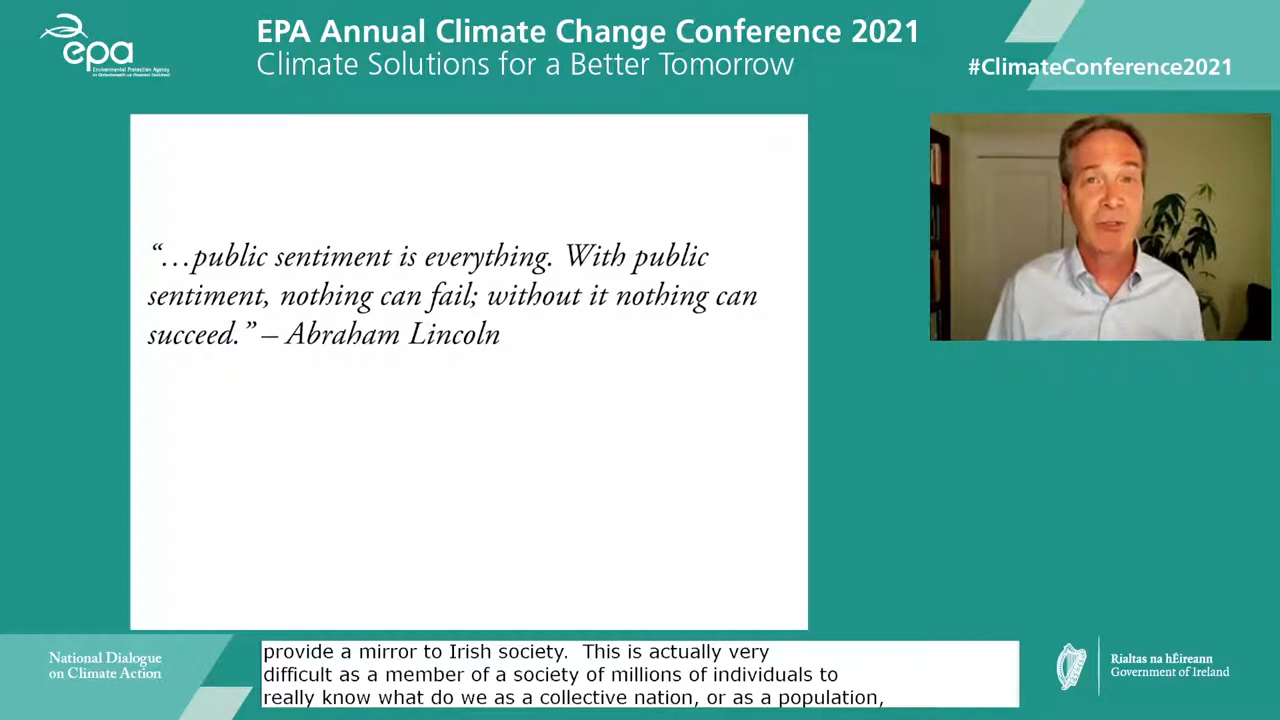 epa
Environmental Protection Agency
EPA Annual Climate Change Conference 2021
Climate Solutions for a Better Tomorrow
#ClimateConference2021
“…public sentiment is everything. With public
sentiment, nothing can fail; without it nothing can
succeed.” – Abraham Lincoln
National Dialogue
on Climate Action
provide a mirror to Irish society. This is actually very
difficult as a member of a society of millions of individuals to
really know what do we as a collective nation, or as a population,
Rialtas na hÉireann
Government of Ireland